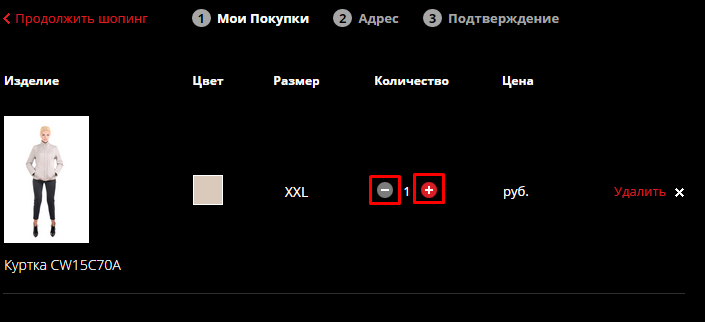 Продолжить шопинг 1 Мои Покупки 2 Адрес 3 Подтверждение
Изделие Цвет Размер Количество Цена
XXL 1 руб. Удалить
Куртка CW15C70A